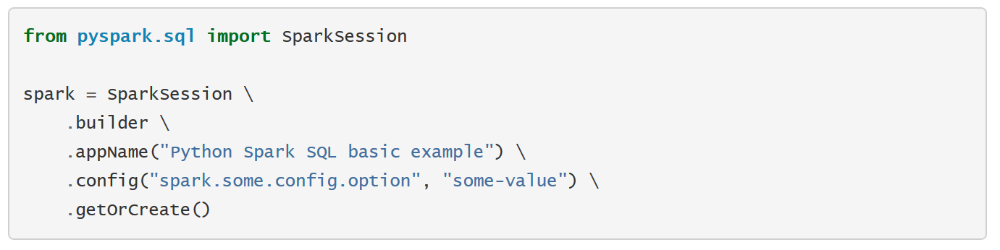 from pyspark.sql import SparkSession

spark = SparkSession \
    .builder \
    .appName("Python Spark SQL basic example") \
    .config("spark.some.config.option", "some-value") \
    .getOrCreate()